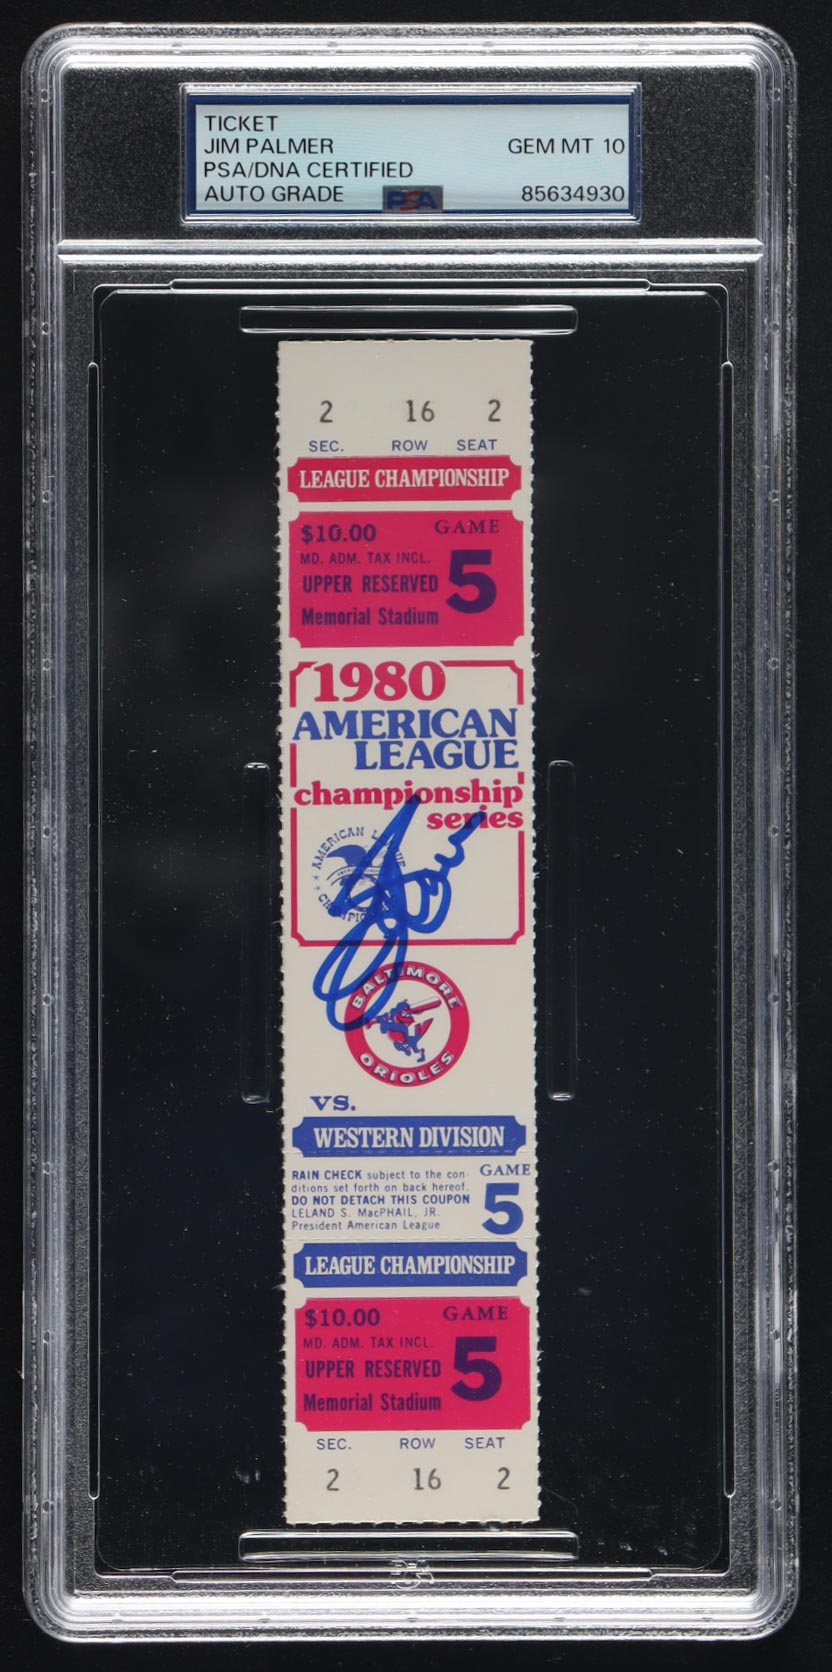 TICKET
JIM PALMER GEM MT 10
PSA/DNA CERTIFIED
AUTO GRADE PSA 85634930
2 16 2
SEC. ROW SEAT
LEAGUE CHAMPIONSHIP
$10.00 GAME
MD. ADM. TAX INCL. 5
UPPER RESERVED
Memorial Stadium
1980
AMERICAN
LEAGUE
championship
series
AMERICAN LEAGUE
BALTIMORE
ORIOLES
VS.
WESTERN DIVISION
RAIN CHECK subject to the con- GAME
ditions set forth on back hereof. 5
DO NOT DETACH THIS COUPON
LELAND S. MacPHAIL, JR.
President American League
LEAGUE CHAMPIONSHIP
$10.00 GAME
MD. ADM. TAX INCL. 5
UPPER RESERVED
Memorial Stadium
SEC. ROW SEAT
2 16 2